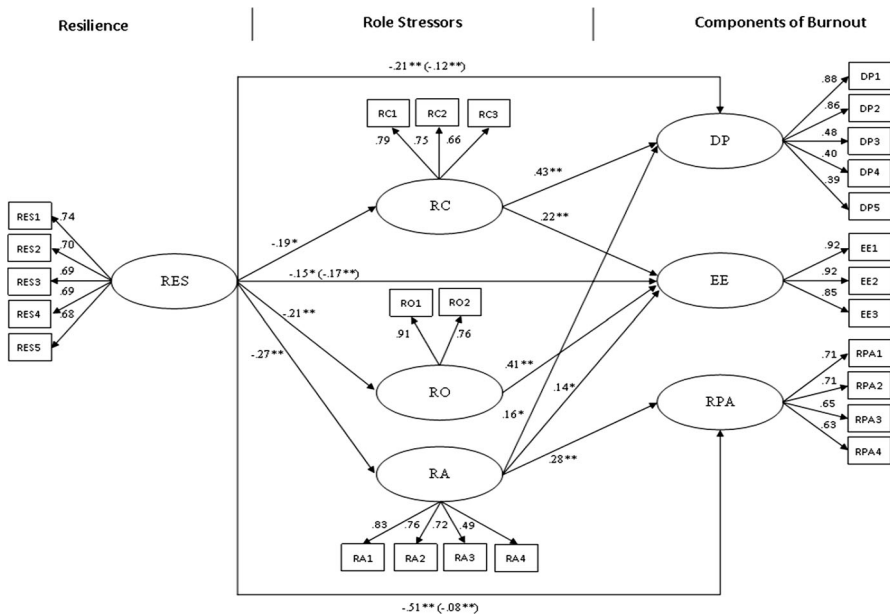 Resilience
Role Stressors
Components of Burnout
-.21** (-.12**)
RC1
RC2
RC3
.79
.75
.66
RC
.43**
.22**
DP
.88
.86
.48
.40
.39
DP1
DP2
DP3
DP4
DP5
RES1
RES2
RES3
RES4
RES5
.74
.70
.69
.69
.68
RES
-.19*
-.15* (-.17**)
-.21**
-.27**
RO1
RO2
.91
.76
RO
.41**
.14*
.16*
EE
.92
.92
.85
EE1
EE2
EE3
RPA
.71
.71
.65
.63
RPA1
RPA2
RPA3
RPA4
RA
.28**
.83
.76
.72
.49
RA1
RA2
RA3
RA4
-.51** (-.08**)